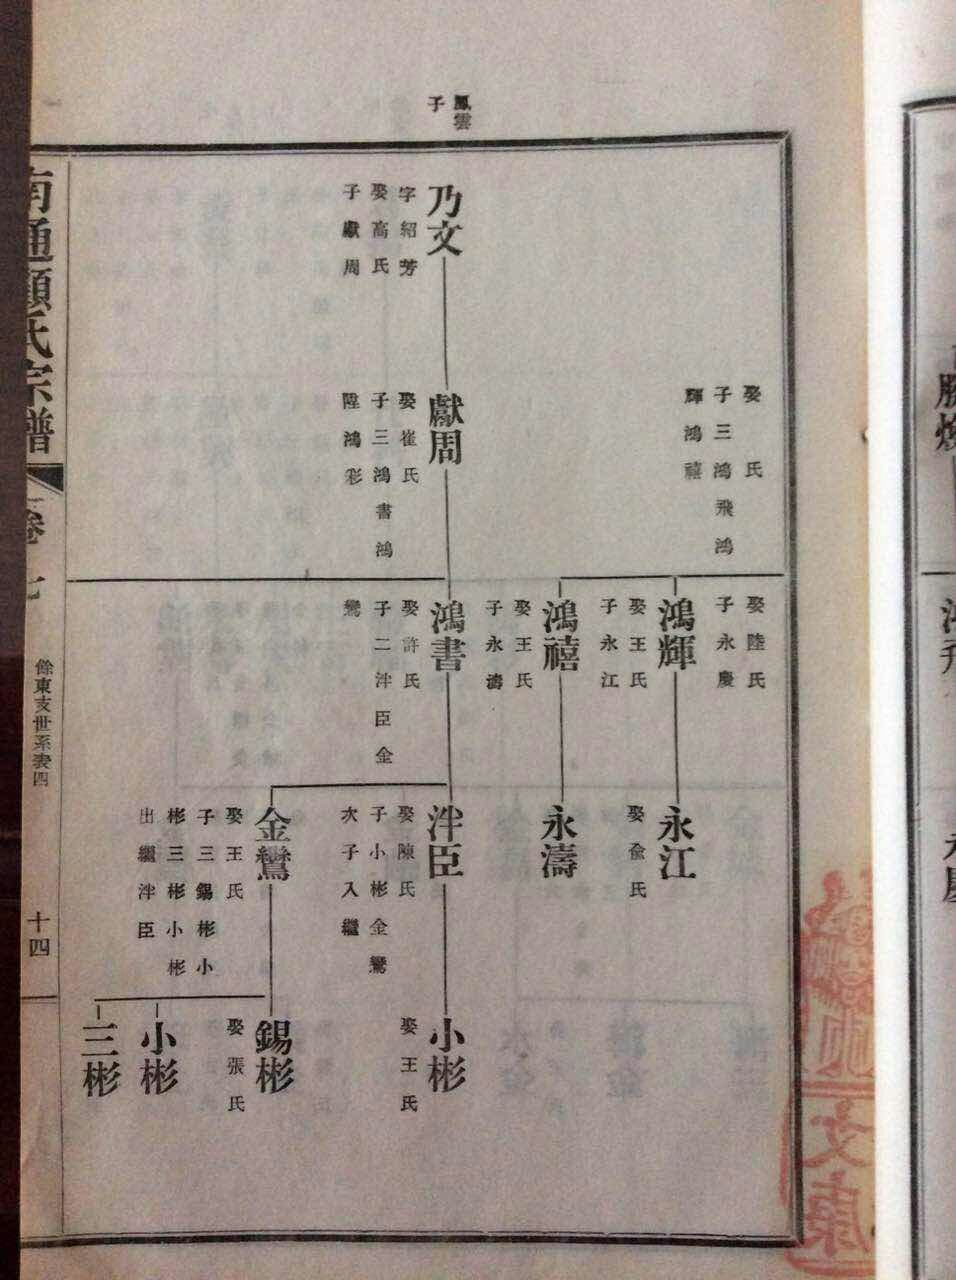 鳳雲
子
娶氏
子三鴻飛鴻
輝鴻禧
娶陸氏
子永慶
鴻輝
娶王氏
子永江
永江
娶俞氏
鴻禧
娶王氏
子永濤
永濤
乃文
字紹芳
娶高氏
子獻周
獻周
娶崔氏
子三鴻書鴻
陞鴻彩
鴻書
娶許氏
子二泮臣金
鸞
泮臣
娶陳氏
子小彬金鸞
次子入繼
小彬
娶王氏
金鸞
娶王氏
子三錫彬小
彬三彬小彬
出繼泮臣
錫彬
娶張氏
小彬
三彬
南通顧氏宗譜
卷七
餘東支世系表四
十四
文康